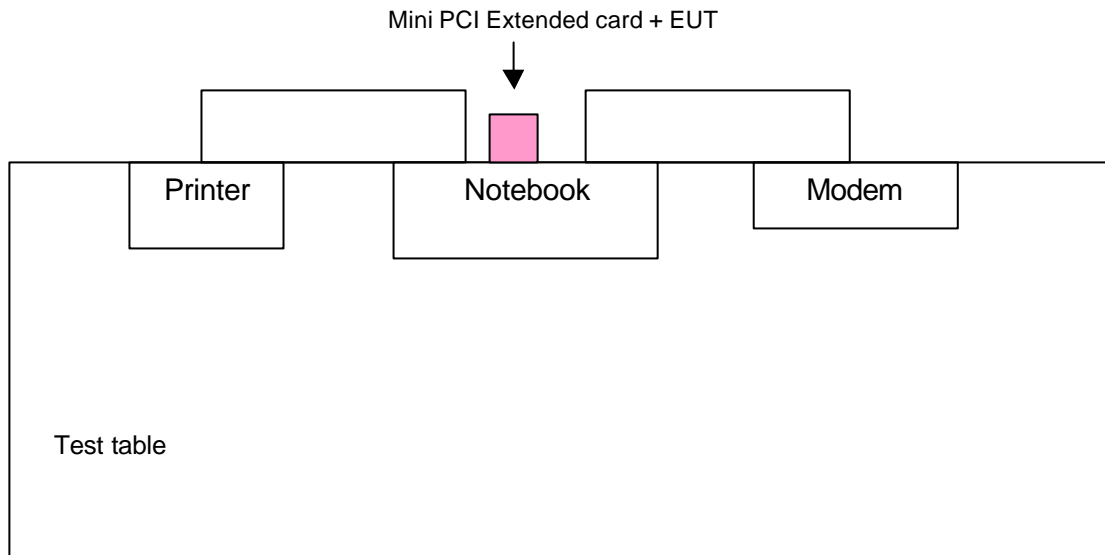 Mini PCI Extended card + EUT
Printer
Notebook
Modem
Test table